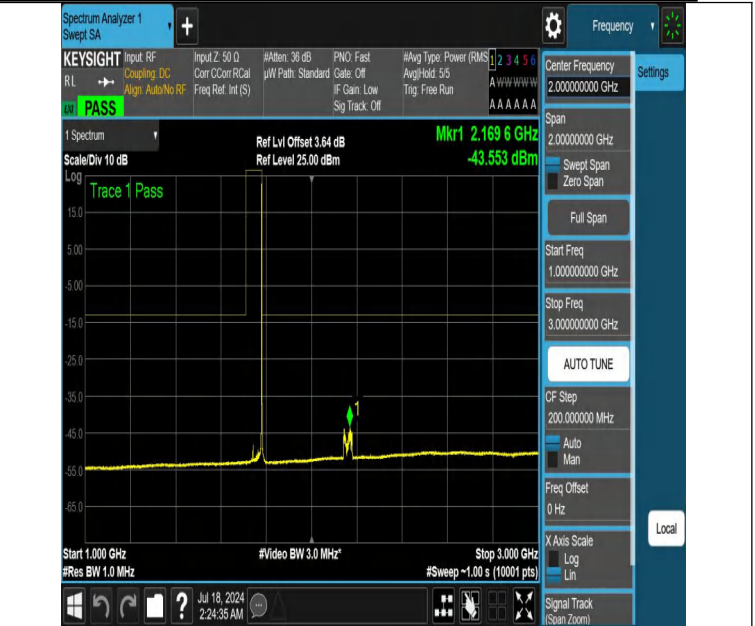 Spectrum Analyzer 1
Swept SA
+
Frequency
KEYSIGHT
RL
PASS
Input: RF
Coupling: DC
Align: Auto/No RF
Input Z: 50 Ω
Corr CCorr RCal
Freq Ref: Int (S)
#Atten: 36 dB
µW Path: Standard
PNO: Fast
Gate: Off
IF Gain: Low
Sig Track: Off
#Avg Type: Power (RMS
Avg|Hold: 5/5
Trig: Free Run
1 2 3 4 5 6
A W W W W W
A A A A A A
1 Spectrum
Scale/Div 10 dB
Ref Lvl Offset 3.64 dB
Ref Level 25.00 dBm
Mkr1 2.169 6 GHz
-43.553 dBm
Log
Trace 1 Pass
15.0
5.00
-5.00
-15.0
-25.0
-35.0
-45.0
-55.0
-65.0
1
Start 1.000 GHz
#Res BW 1.0 MHz
#Video BW 3.0 MHz*
Stop 3.000 GHz
#Sweep ~1.00 s (10001 pts)
Jul 18, 2024
2:24:35 AM
?
Center Frequency
2.000000000 GHz
Settings
Span
2.00000000 GHz
Swept Span
Zero Span
Full Span
Start Freq
1.000000000 GHz
Stop Freq
3.000000000 GHz
AUTO TUNE
CF Step
200.000000 MHz
Auto
Man
Freq Offset
0 Hz
X Axis Scale
Log
Lin
Local
Signal Track
(Span Zoom)